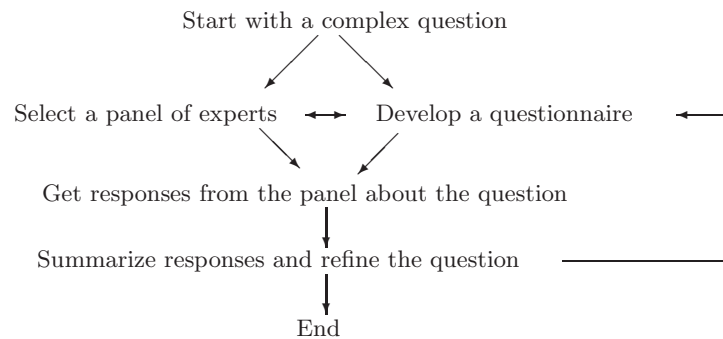 Start with a complex question
Select a panel of experts
Develop a questionnaire
Get responses from the panel about the question
Summarize responses and refine the question
End